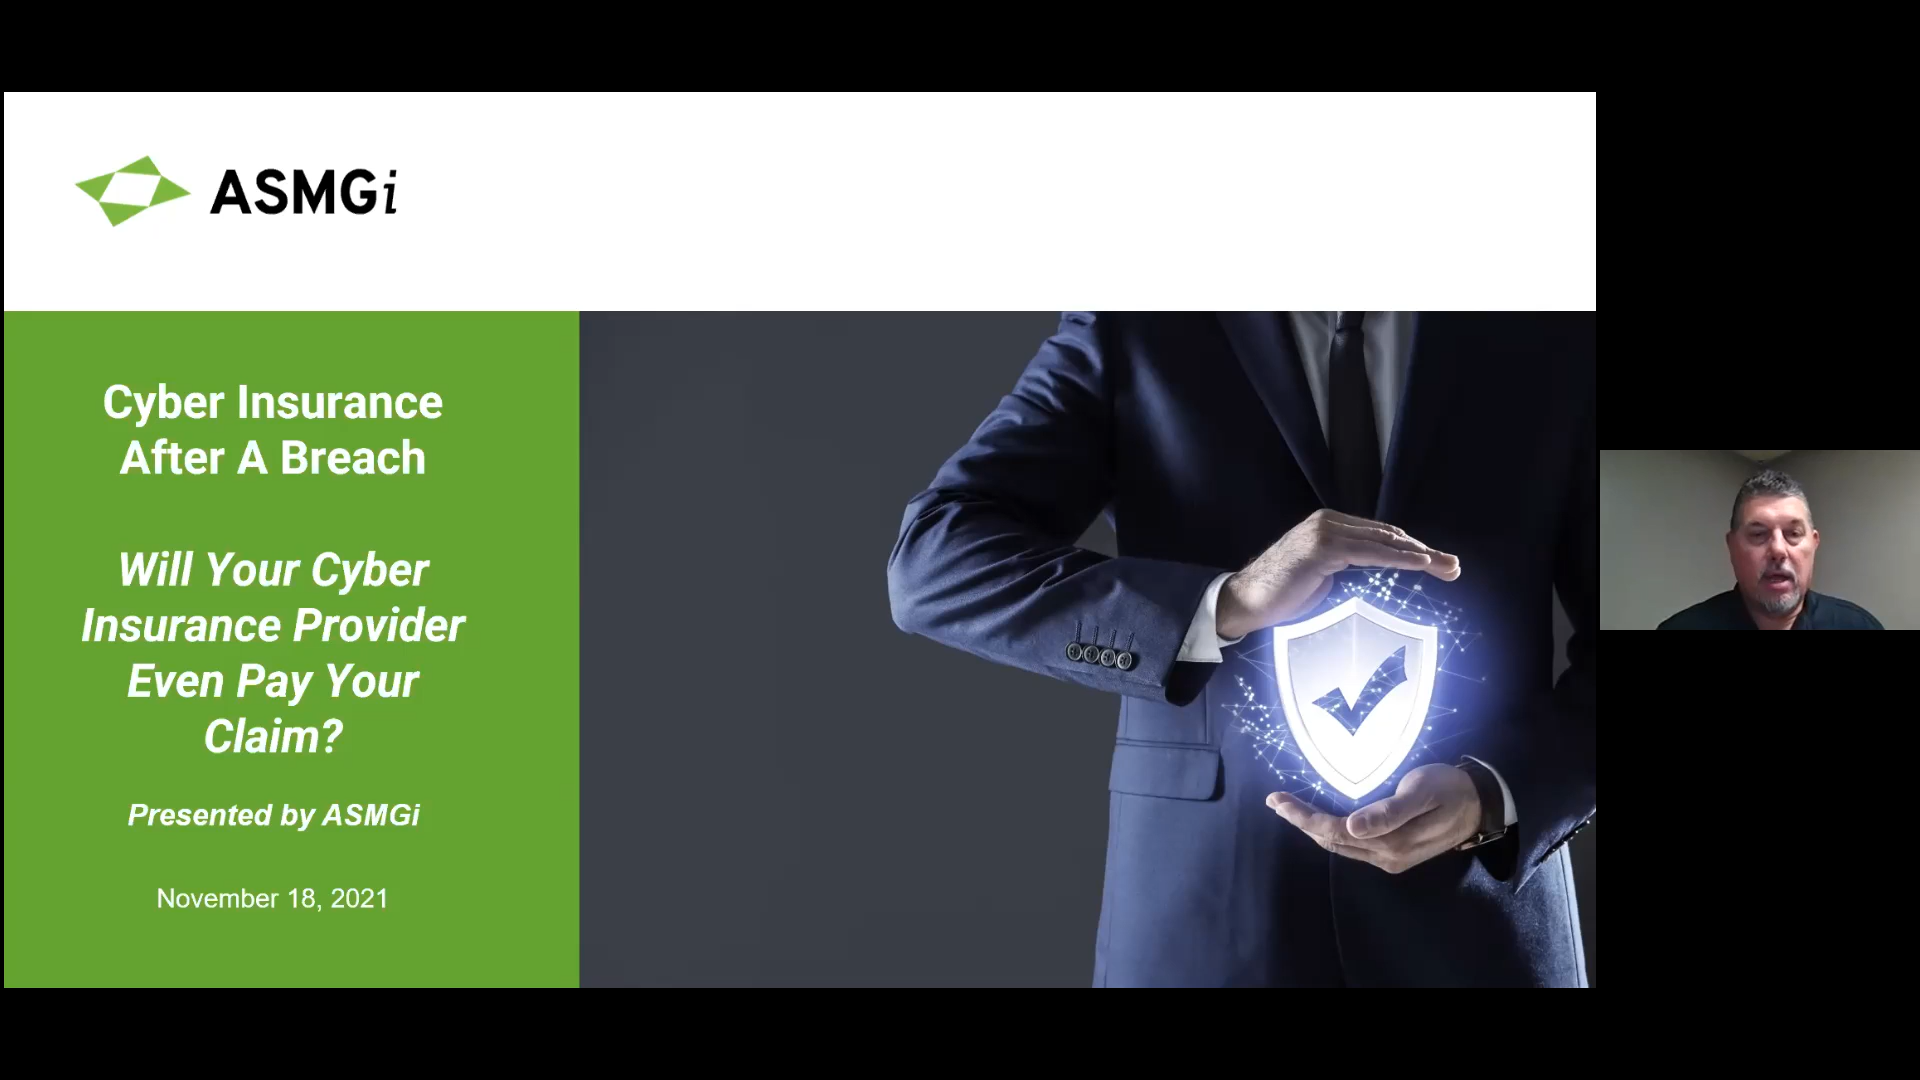 ASMGi
Cyber Insurance
After A Breach
Will Your Cyber
Insurance Provider
Even Pay Your
Claim?
Presented by ASMGi
November 18, 2021